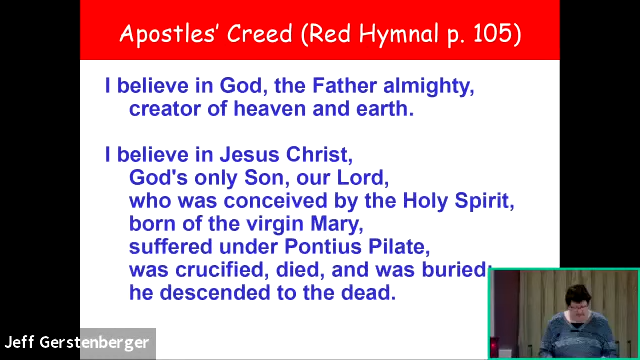 Apostles’ Creed (Red Hymnal p. 105)
I believe in God, the Father almighty,
creator of heaven and earth.
I believe in Jesus Christ,
God's only Son, our Lord,
who was conceived by the Holy Spirit,
born of the virgin Mary,
suffered under Pontius Pilate,
was crucified, died, and was buried;
he descended to the dead.
Jeff Gerstenberger